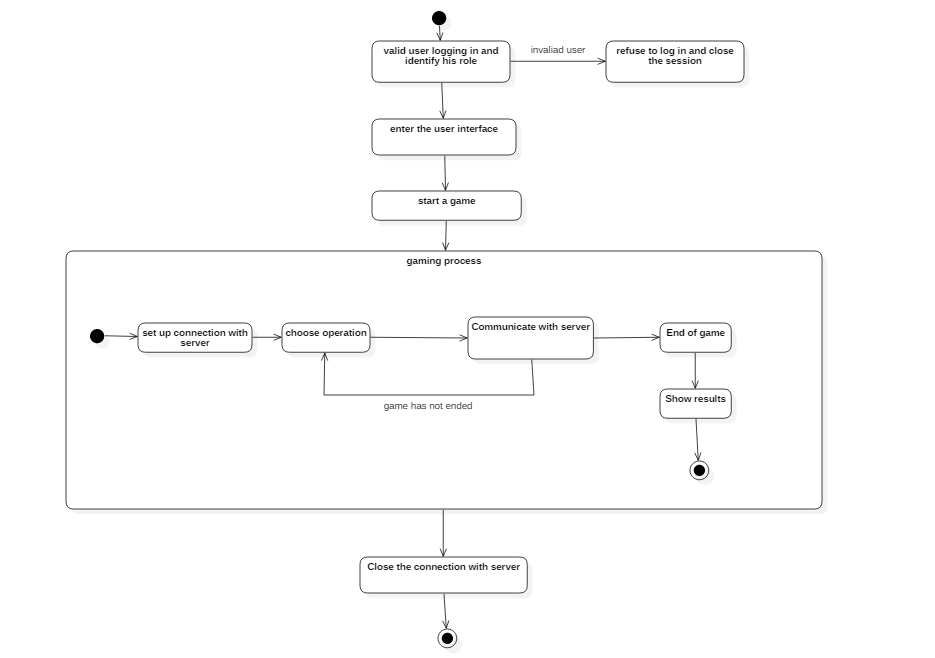 valid user logging in and
identify his role
invaliad user
refuse to log in and close
the session
enter the user interface
start a game
gaming process
set up connection with
server
choose operation
Communicate with server
End of game
game has not ended
Show results
Close the connection with server